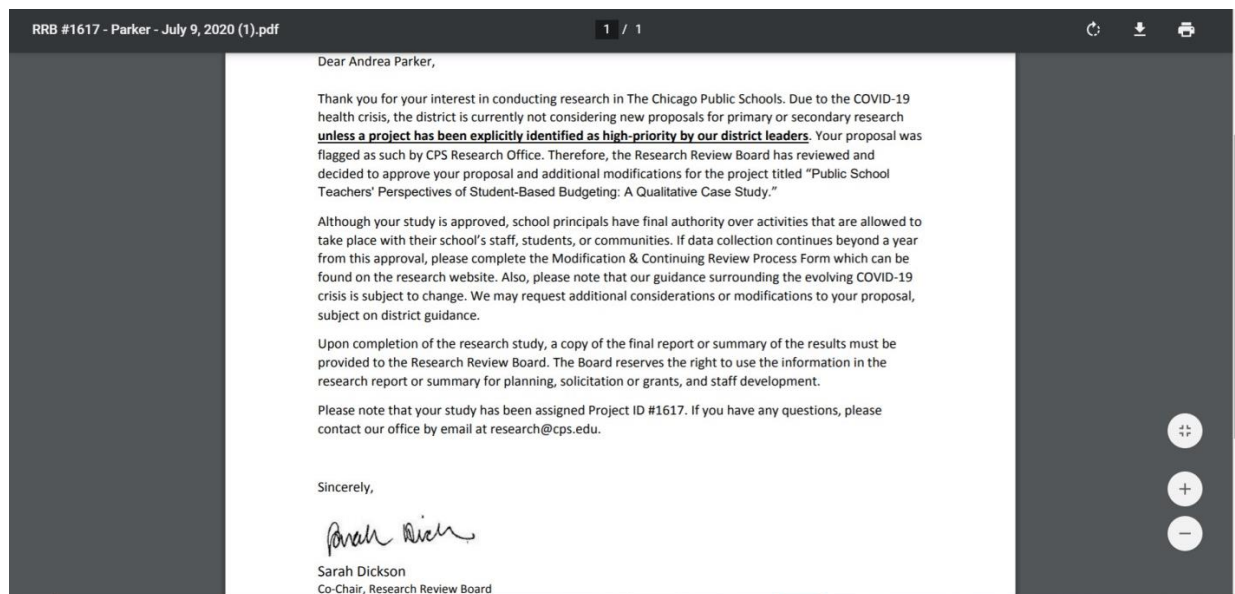 RRB #1617 - Parker - July 9, 2020 (1).pdf
1 / 1
Dear Andrea Parker,
Thank you for your interest in conducting research in The Chicago Public Schools. Due to the COVID-19
health crisis, the district is currently not considering new proposals for primary or secondary research
unless a project has been explicitly identified as high-priority by our district leaders. Your proposal was
flagged as such by CPS Research Office. Therefore, the Research Review Board has reviewed and
decided to approve your proposal and additional modifications for the project titled “Public School
Teachers' Perspectives of Student-Based Budgeting: A Qualitative Case Study.”
Although your study is approved, school principals have final authority over activities that are allowed to
take place with their school’s staff, students, or communities. If data collection continues beyond a year
from this approval, please complete the Modification & Continuing Review Process Form which can be
found on the research website. Also, please note that our guidance surrounding the evolving COVID-19
crisis is subject to change. We may request additional considerations or modifications to your proposal,
subject on district guidance.
Upon completion of the research study, a copy of the final report or summary of the results must be
provided to the Research Review Board. The Board reserves the right to use the information in the
research report or summary for planning, solicitation or grants, and staff development.
Please note that your study has been assigned Project ID #1617. If you have any questions, please
contact our office by email at research@cps.edu.
Sincerely,
Sarah Dickson
Co-Chair, Research Review Board